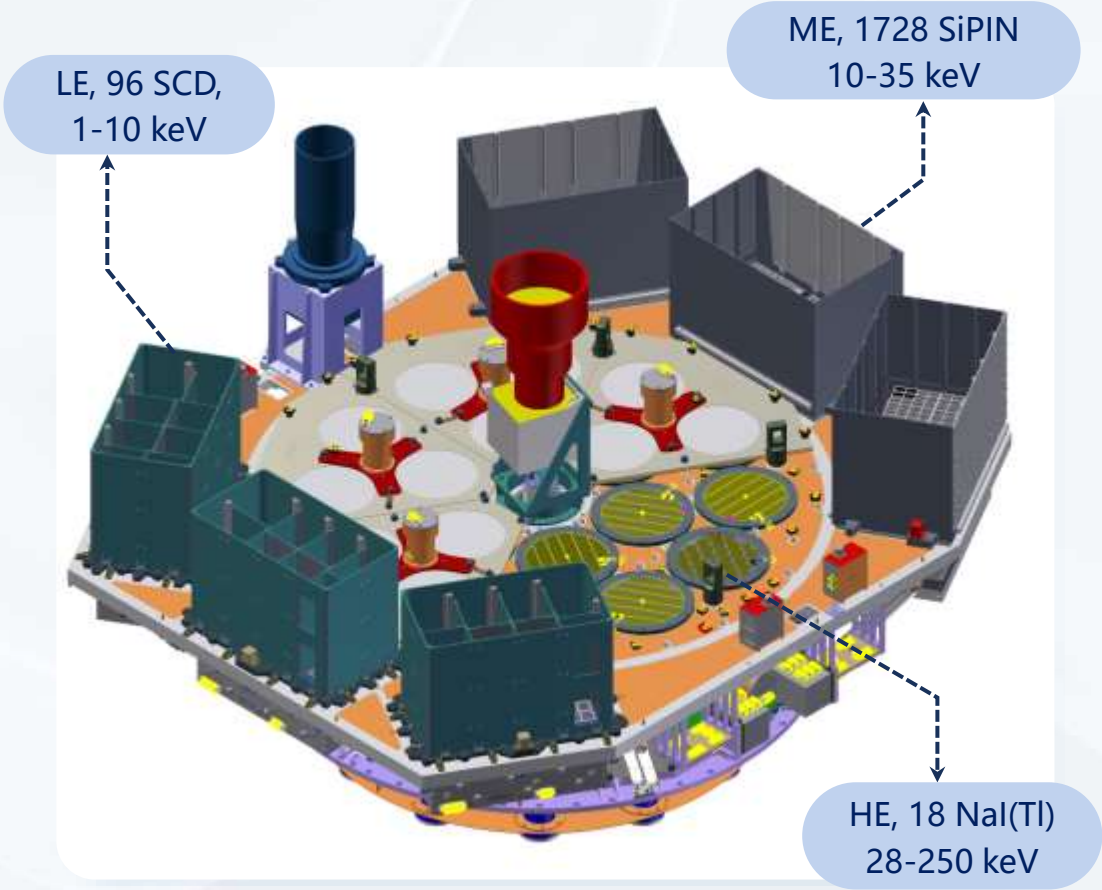 ME, 1728 SiPIN
10-35 keV
LE, 96 SCD,
1-10 keV
HE, 18 NaI(Tl)
28-250 keV